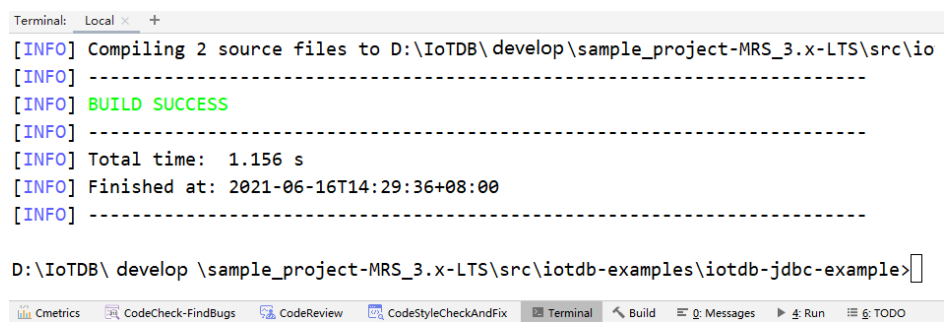 Terminal: Local × +
[INFO] Compiling 2 source files to D:\IoTDB\ develop\sample_project-MRS_3.x-LTS\src\io
[INFO] ------------------------------------------------------------------------
[INFO] BUILD SUCCESS
[INFO] ------------------------------------------------------------------------
[INFO] Total time:  1.156 s
[INFO] Finished at: 2021-06-16T14:29:36+08:00
[INFO] ------------------------------------------------------------------------
D:\IoTDB\ develop \sample_project-MRS_3.x-LTS\src\iotdb-examples\iotdb-jdbc-example>
Cmetrics CodeCheck-FindBugs CodeReview CodeStyleCheckAndFix Terminal Build 0: Messages 4: Run 6: TODO